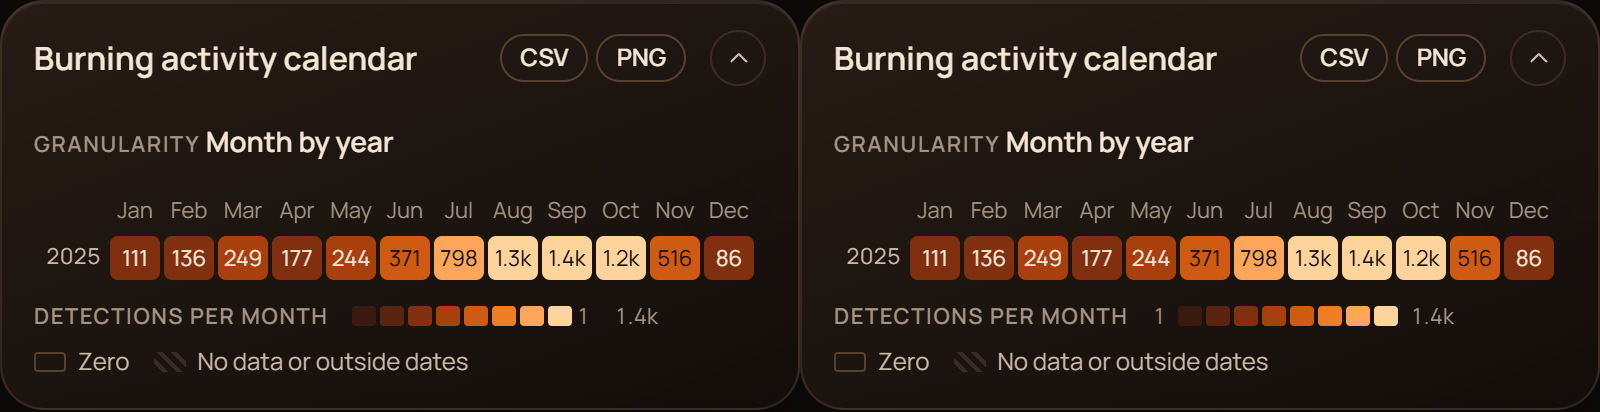 Burning activity calendar CSV PNG
GRANULARITY Month by year
Jan Feb Mar Apr May Jun Jul Aug Sep Oct Nov Dec
2025 111 136 249 177 244 371 798 1.3k 1.4k 1.2k 516 86
DETECTIONS PER MONTH 1 1.4k
Zero No data or outside dates
Burning activity calendar CSV PNG
GRANULARITY Month by year
Jan Feb Mar Apr May Jun Jul Aug Sep Oct Nov Dec
2025 111 136 249 177 244 371 798 1.3k 1.4k 1.2k 516 86
DETECTIONS PER MONTH 1 1.4k
Zero No data or outside dates